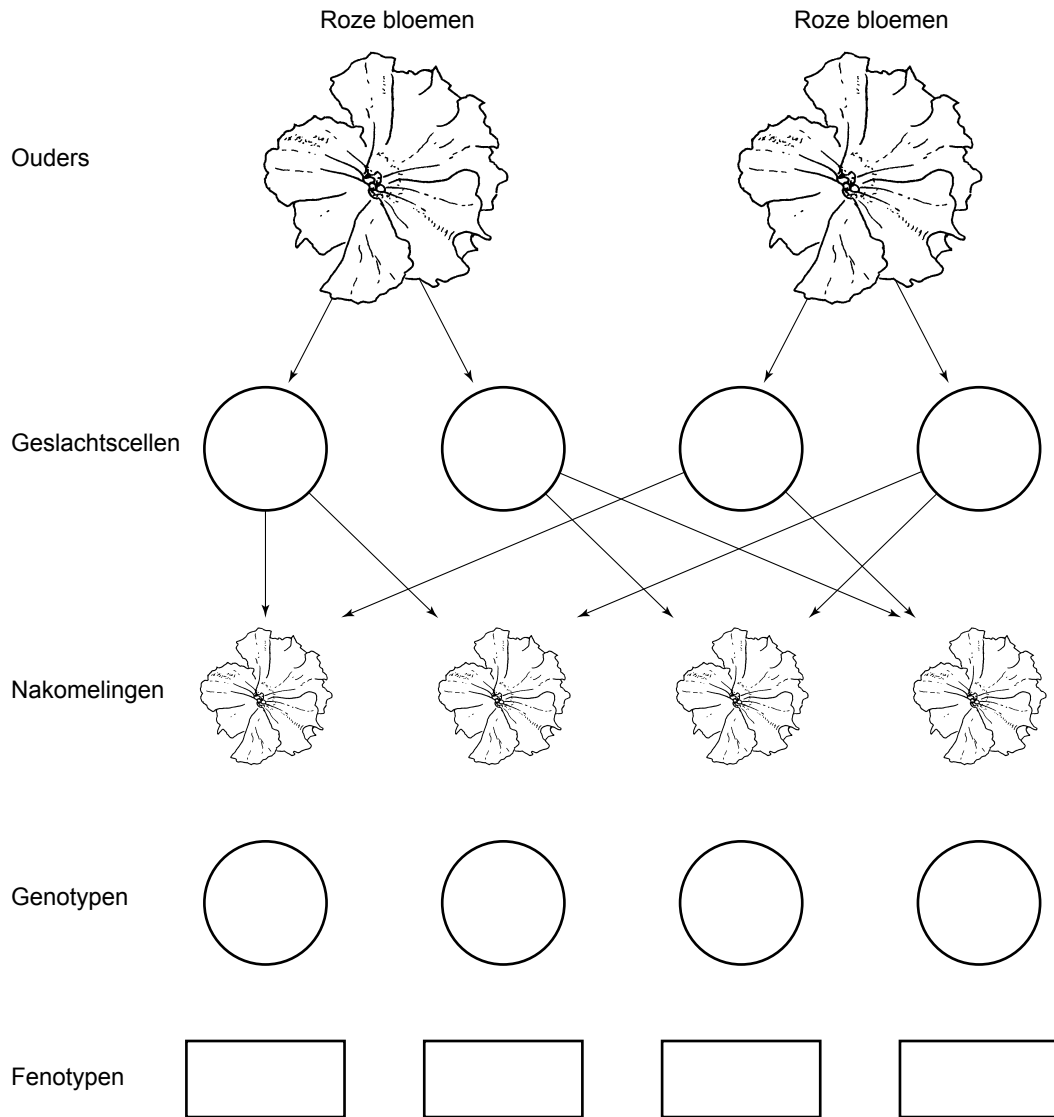 Roze bloemen Roze bloemen
Ouders
Geslachtscellen
Nakomelingen
Genotypen
Fenotypen